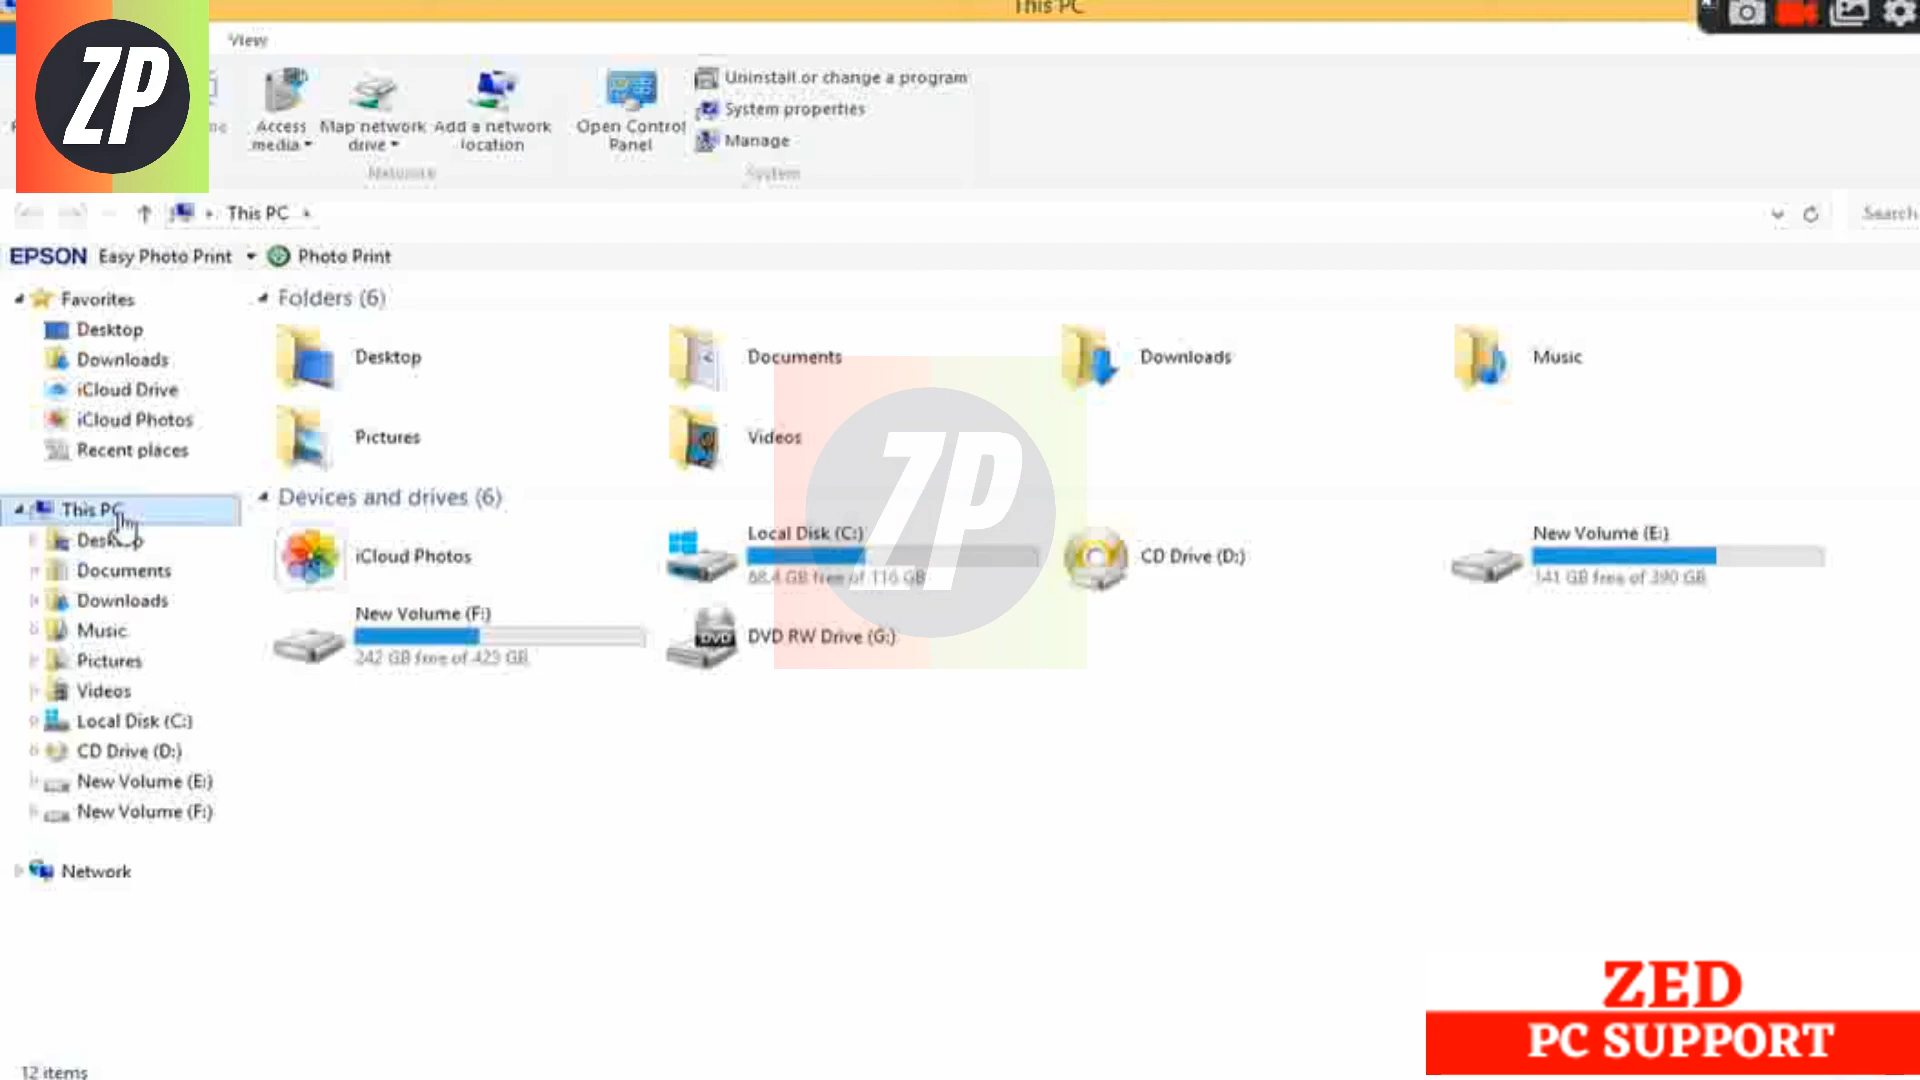 This PC
ZP
View
Access media
Map network drive
Add a network location
Open Control Panel
Uninstall or change a program
System properties
Manage
Network
System
This PC
Search
EPSON Easy Photo Print
Photo Print
Favorites
Desktop
Downloads
iCloud Drive
iCloud Photos
Recent places
This PC
Desktop
Documents
Downloads
Music
Pictures
Videos
Local Disk (C:)
CD Drive (D:)
New Volume (E:)
New Volume (F:)
Network
Folders (6)
Desktop
Documents
Downloads
Music
Pictures
Videos
Devices and drives (6)
iCloud Photos
Local Disk (C:)
68.4 GB free of 116 GB
CD Drive (D:)
New Volume (E:)
141 GB free of 390 GB
New Volume (F:)
242 GB free of 423 GB
DVD
DVD RW Drive (G:)
ZP
12 items
ZED
PC SUPPORT